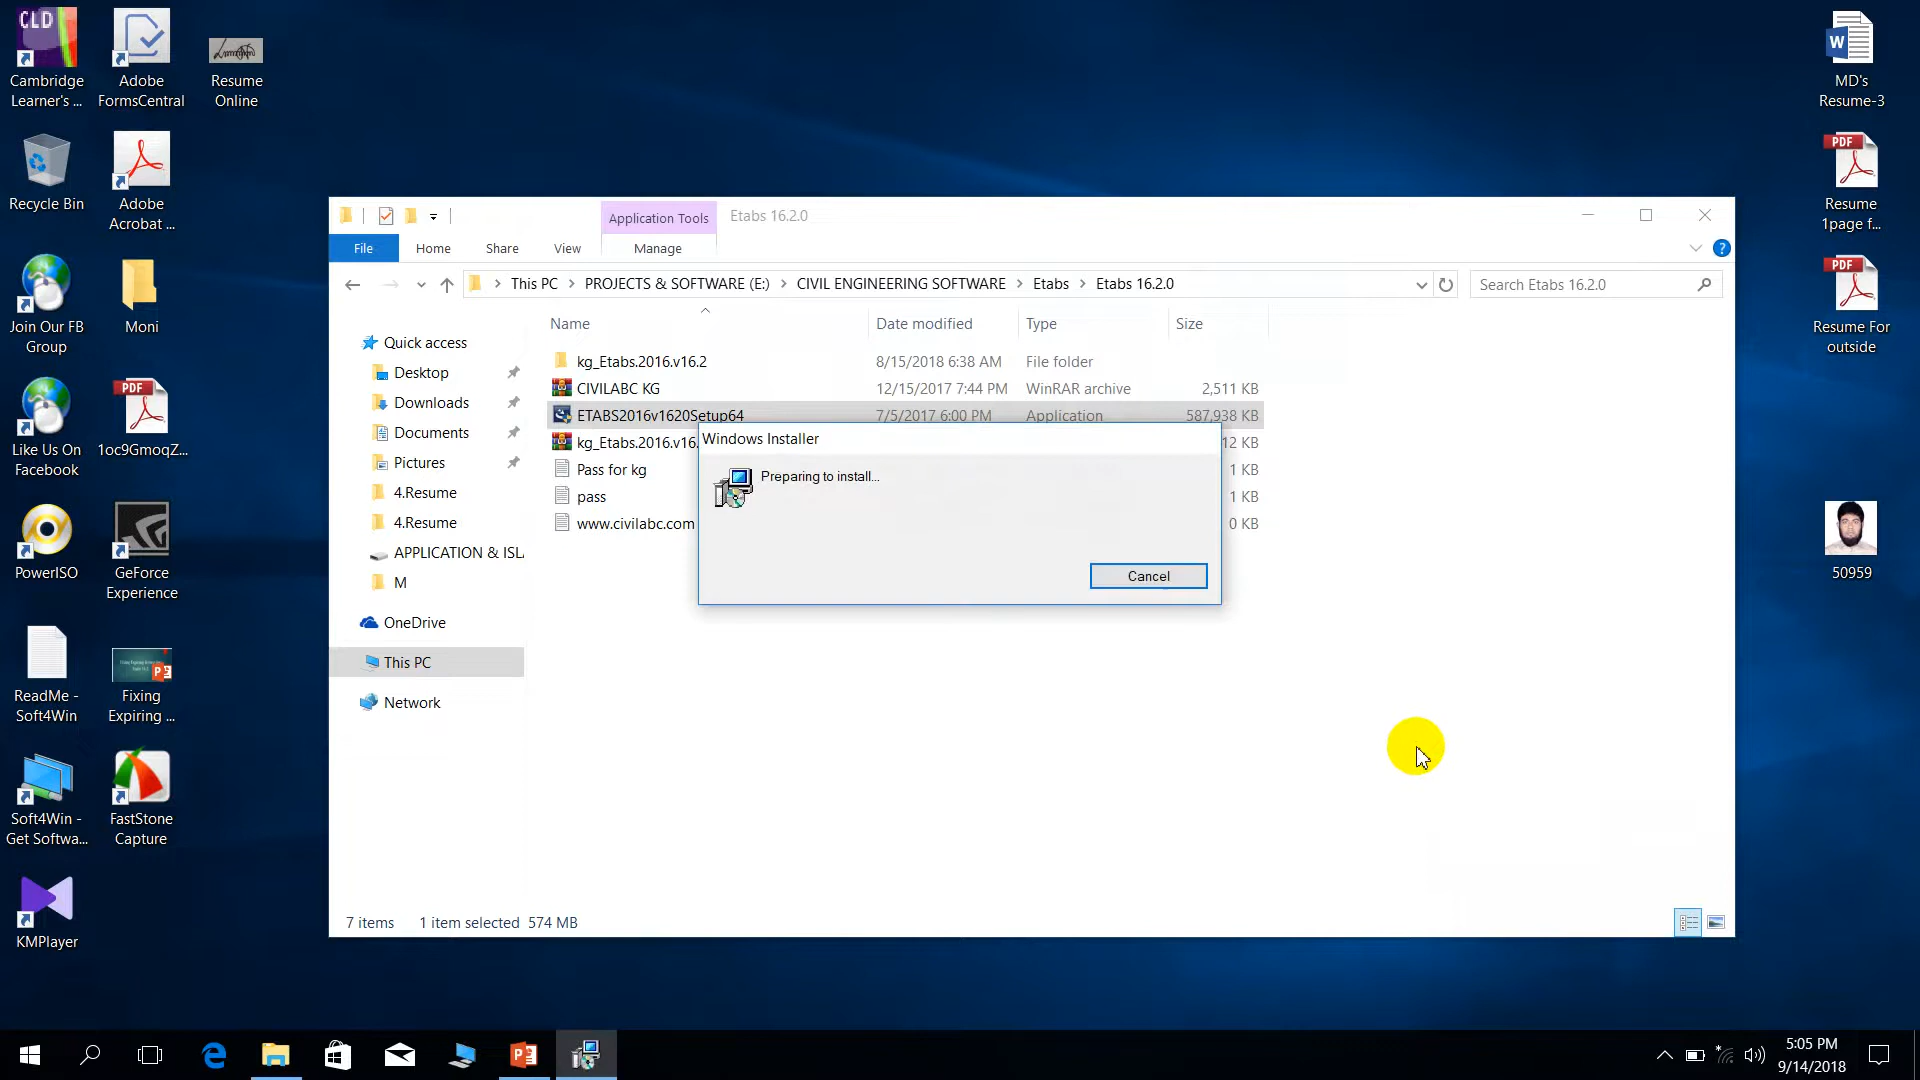 CLD
Cambridge
Learner's ...
Adobe
FormsCentral
Resume
Online
Recycle Bin
Adobe
Acrobat ...
Join Our FB
Group
Moni
Like Us On
Facebook
PDF
1oc9GmoqZ...
PowerISO
GeForce
Experience
ReadMe -
Soft4Win
Fixing
Expiring ...
Soft4Win -
Get Softwa...
FastStone
Capture
KMPlayer
MD's
Resume-3
PDF
Resume
1page f...
PDF
Resume For
outside
50959
Application Tools
Etabs 16.2.0
File
Home
Share
View
Manage
This PC
PROJECTS & SOFTWARE (E:)
CIVIL ENGINEERING SOFTWARE
Etabs
Etabs 16.2.0
Search Etabs 16.2.0
Quick access
Desktop
Downloads
Documents
Pictures
4.Resume
4.Resume
APPLICATION & ISL
M
OneDrive
This PC
Network
Name Date modified Type Size
kg_Etabs.2016.v16.2 8/15/2018 6:38 AM File folder
CIVILABC KG 12/15/2017 7:44 PM WinRAR archive 2,511 KB
ETABS2016v1620Setup64 7/5/2017 6:00 PM Application 587,938 KB
kg_Etabs.2016.v16. 12 KB
Pass for kg 1 KB
pass 1 KB
www.civilabc.com 0 KB
Windows Installer
Preparing to install...
Cancel
7 items 1 item selected 574 MB
5:05 PM
9/14/2018